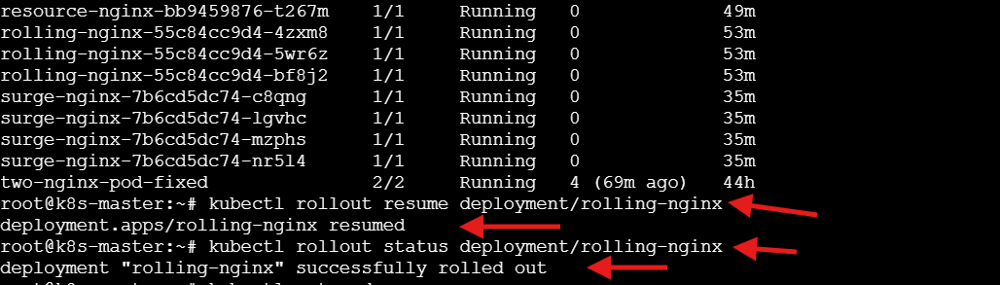 resource-nginx-bb9459876-t267m 1/1 Running 0 49m
rolling-nginx-55c84cc9d4-4zxm8 1/1 Running 0 53m
rolling-nginx-55c84cc9d4-5wr6z 1/1 Running 0 53m
rolling-nginx-55c84cc9d4-bf8j2 1/1 Running 0 53m
surge-nginx-7b6cd5dc74-c8qng 1/1 Running 0 35m
surge-nginx-7b6cd5dc74-lgvhc 1/1 Running 0 35m
surge-nginx-7b6cd5dc74-mzphs 1/1 Running 0 35m
surge-nginx-7b6cd5dc74-nr5l4 1/1 Running 0 35m
two-nginx-pod-fixed 2/2 Running 4 (69m ago) 44h
root@k8s-master:~# kubectl rollout resume deployment/rolling-nginx
deployment.apps/rolling-nginx resumed
root@k8s-master:~# kubectl rollout status deployment/rolling-nginx
deployment "rolling-nginx" successfully rolled out